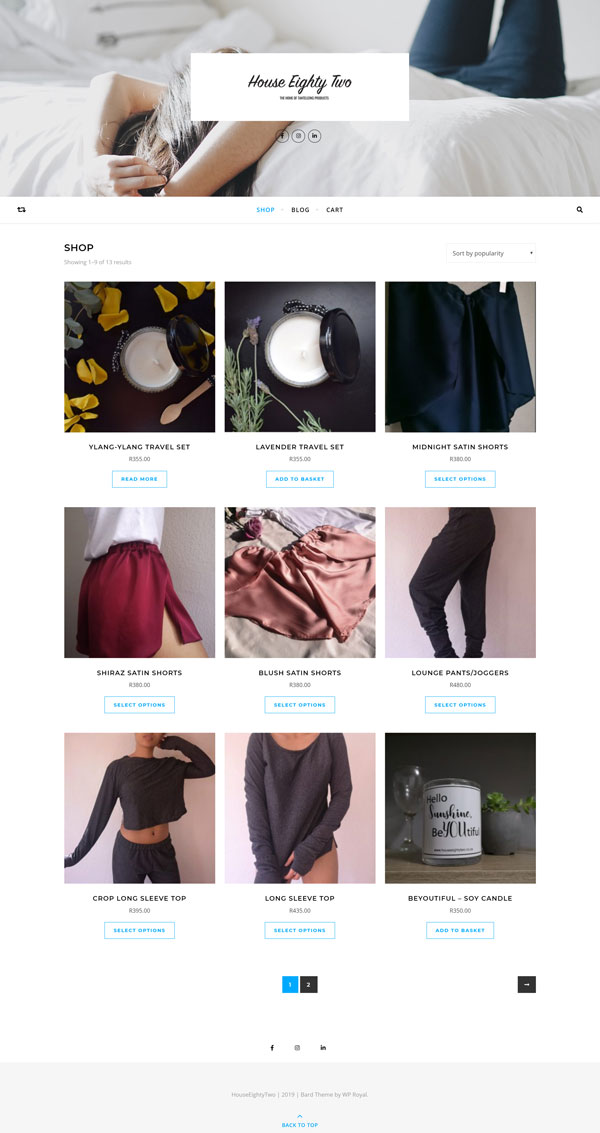 House Eighty Two
THE HOME OF TANTALIZING PRODUCTS
SHOP
BLOG
CART
SHOP
Showing 1–9 of 13 results
Sort by popularity
YLANG-YLANG TRAVEL SET
R355.00
READ MORE
LAVENDER TRAVEL SET
R355.00
ADD TO BASKET
MIDNIGHT SATIN SHORTS
R380.00
SELECT OPTIONS
SHIRAZ SATIN SHORTS
R380.00
SELECT OPTIONS
BLUSH SATIN SHORTS
R380.00
SELECT OPTIONS
LOUNGE PANTS/JOGGERS
R480.00
SELECT OPTIONS
CROP LONG SLEEVE TOP
R395.00
SELECT OPTIONS
LONG SLEEVE TOP
R435.00
SELECT OPTIONS
Hello
Sunshine,
BeYOUtiful
BEYOUTIFUL – SOY CANDLE
R350.00
ADD TO BASKET
1
2
HouseEightyTwo | 2019 | Bard Theme by WP Royal.
BACK TO TOP